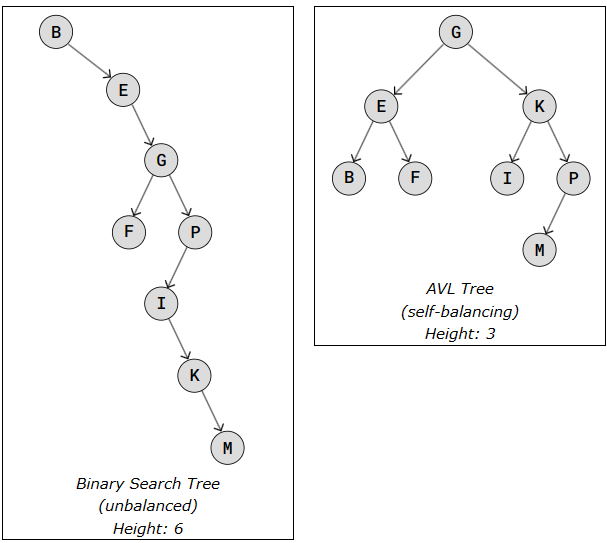 B
E
G
F
P
I
K
M
Binary Search Tree
(unbalanced)
Height: 6
G
E
K
B
F
I
P
M
AVL Tree
(self-balancing)
Height: 3